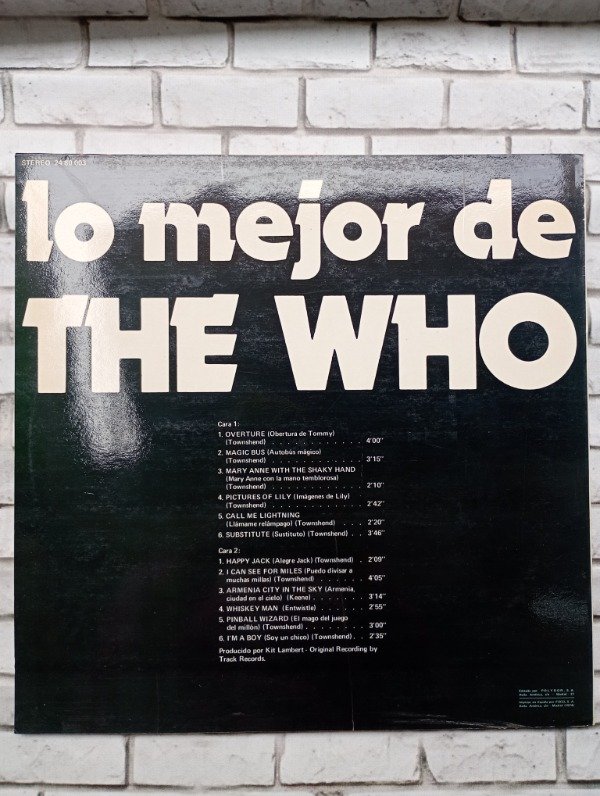 STEREO 24 80 003
lo mejor de
THE WHO
Cara 1:
1. OVERTURE (Obertura de Tommy)
(Townshend) . . . . . . . . . . . . 4'00"
2. MAGIC BUS (Autobús mágico)
(Townshend) . . . . . . . . . . . . 3'15"
3. MARY ANNE WITH THE SHAKY HAND
(Mary Anne con la mano temblorosa)
(Townshend) . . . . . . . . . . . . 2'10"
4. PICTURES OF LILY (Imágenes de Lily)
(Townshend) . . . . . . . . . . . . 2'42"
5. CALL ME LIGHTNING
(Llámame relámpago) (Townshend) . . 2'20"
6. SUBSTITUTE (Sustituto) (Townshend) . . 3'46"
Cara 2:
1. HAPPY JACK (Alegre Jack) (Townshend) . 2'09"
2. I CAN SEE FOR MILES (Puedo divisar a
muchas millas) (Townshend) . . . . . . 4'05"
3. ARMENIA CITY IN THE SKY (Armenia,
ciudad en el cielo) (Keene) . . . . . . . 3'14"
4. WHISKEY MAN (Entwistle) . . . . . . 2'55"
5. PINBALL WIZARD (El mago del juego
del millón) (Townshend) . . . . . . . 3'00"
6. I'M A BOY (Soy un chico) (Townshend) . . 2'35"
Producido por Kit Lambert - Original Recording by
Track Records.
Editado por POLYDOR, S.A.